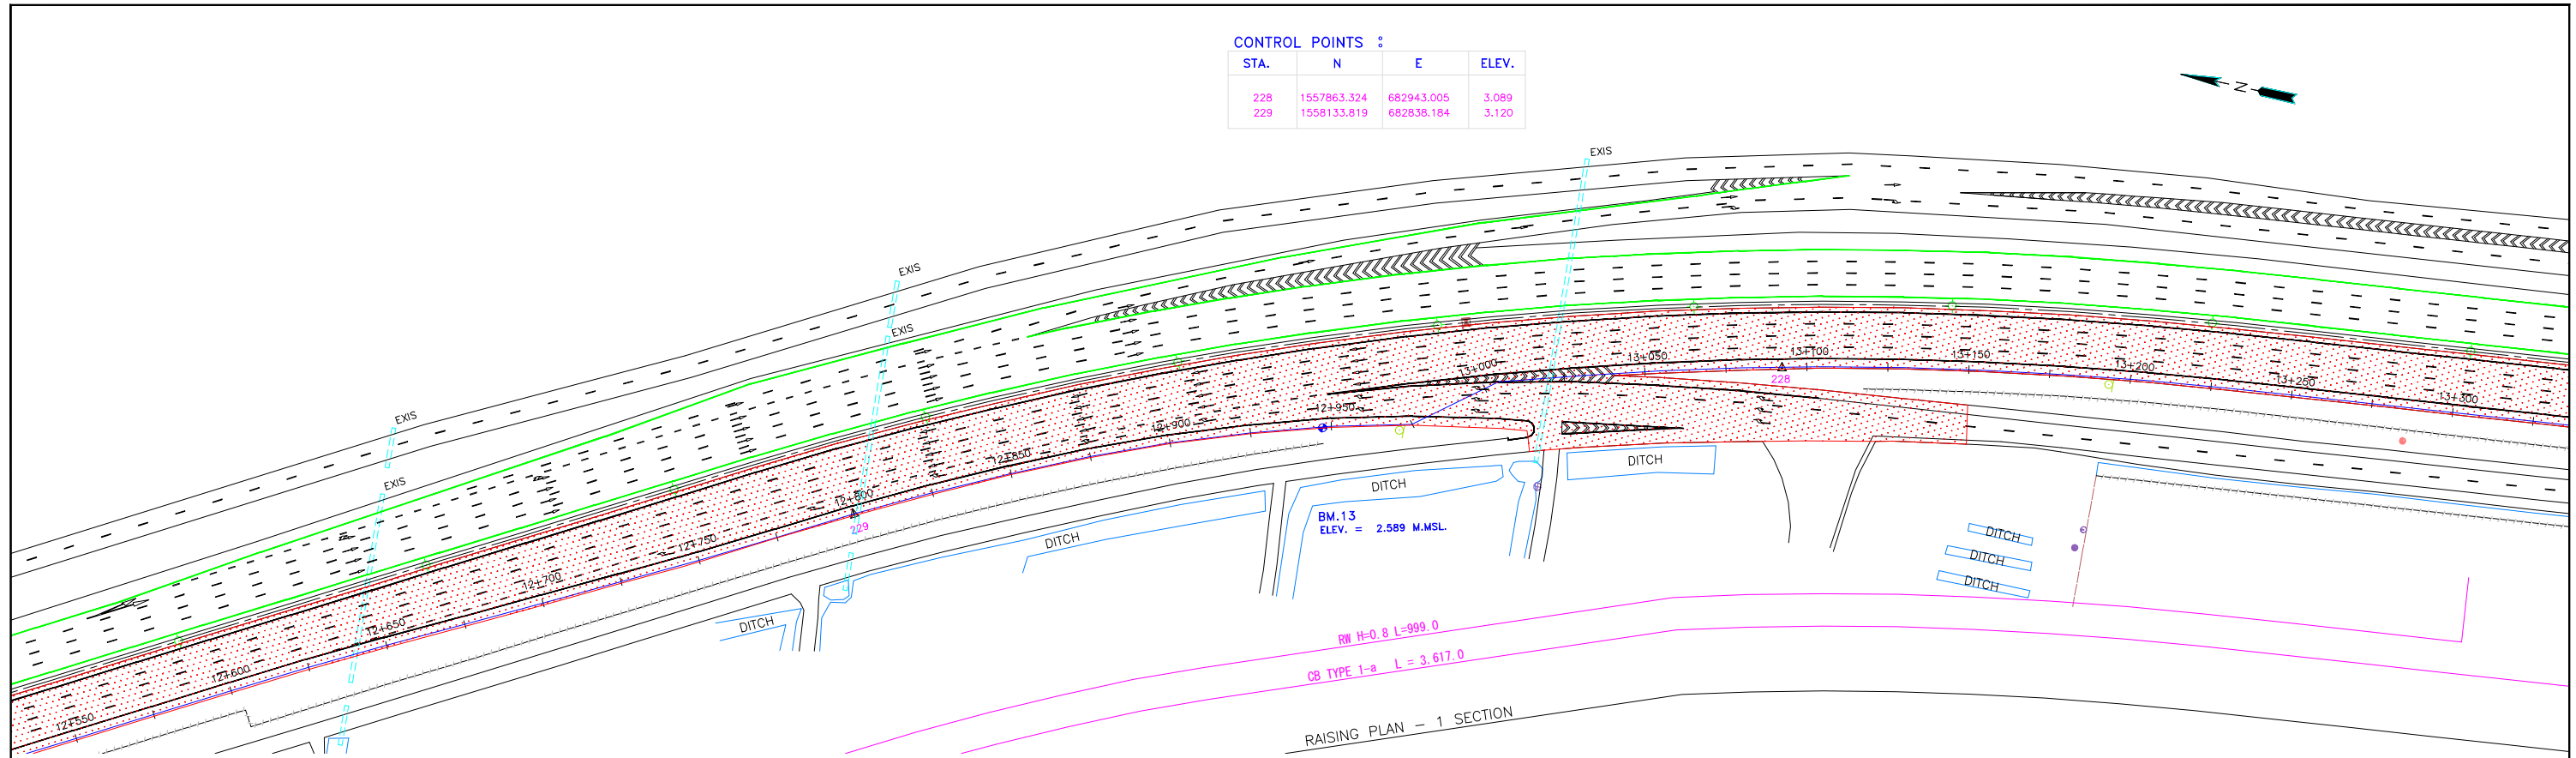 CONTROL POINTS :
STA. N E ELEV.
228 1557863.324 682943.005 3.089
229 1558133.819 682838.184 3.120
N
EXIS
EXIS
EXIS
EXIS
EXIS
12+550
12+600
12+650
12+700
12+750
12+800
12+850
12+900
12+950
13+000
13+050
13+100
13+150
13+200
13+250
13+300
228
229
DITCH
DITCH
DITCH
DITCH
DITCH
DITCH
DITCH
BM.13
ELEV. = 2.589 M.MSL.
RW H=0.8 L=999.0
CB TYPE 1-a L = 3,617.0
RAISING PLAN - 1 SECTION